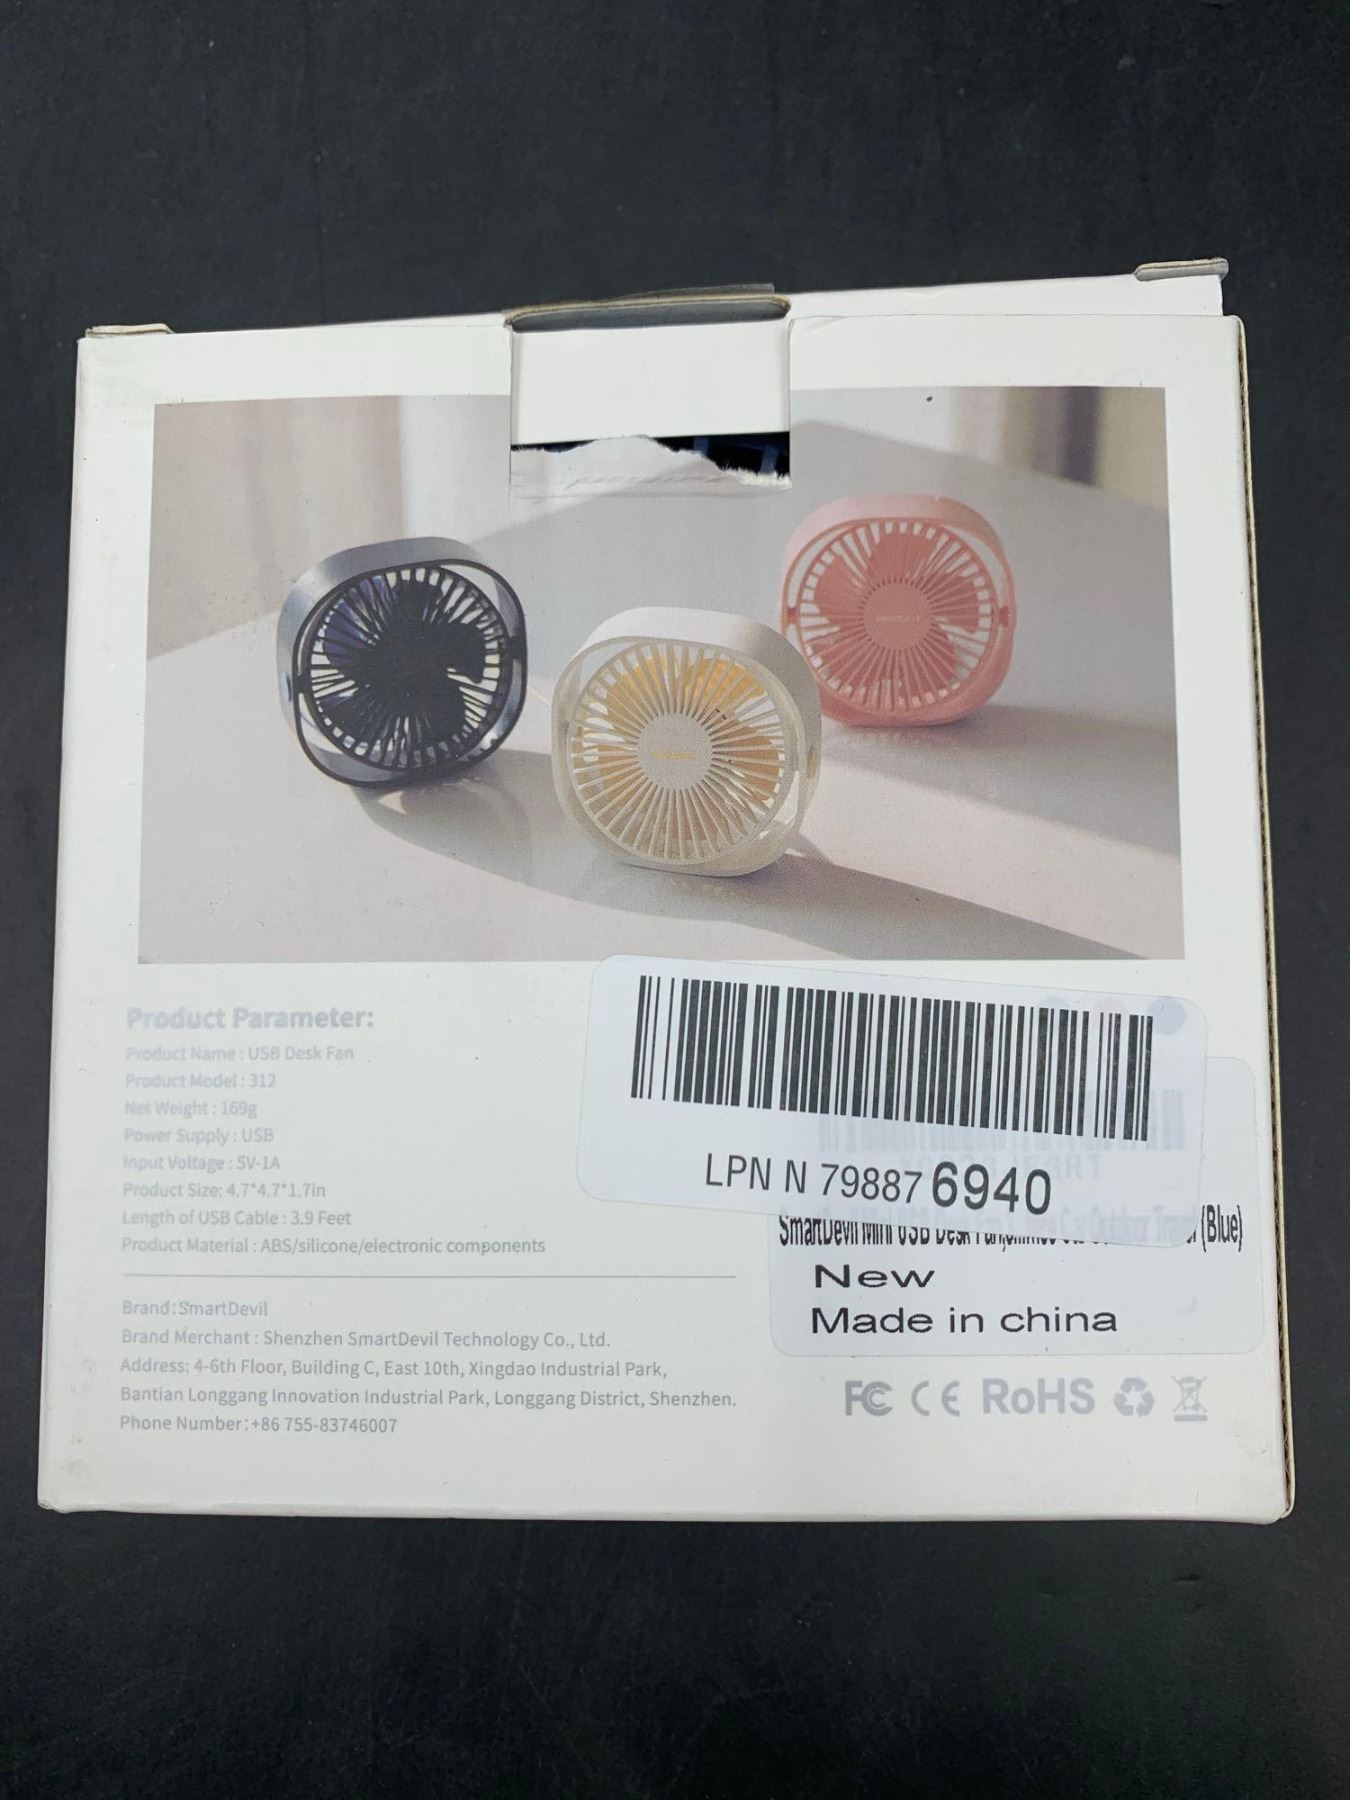 Product Parameter:
Product Name : USB Desk Fan
Product Model : 312
Net Weight : 169g
Power Supply : USB
Input Voltage : 5V-1A
Product Size: 4.7*4.7*1.7in
Length of USB Cable : 3.9 Feet
Product Material : ABS/silicone/electronic components
Brand:SmartDevil
Brand Merchant : Shenzhen SmartDevil Technology Co., Ltd.
Address: 4-6th Floor, Building C, East 10th, Xingdao Industrial Park,
Bantian Longgang Innovation Industrial Park, Longgang District, Shenzhen.
Phone Number:+86 755-83746007
LPN N 79887 6940
SmartDevil Mini USB Desk (Blue)
New
Made in china
FC CE RoHS